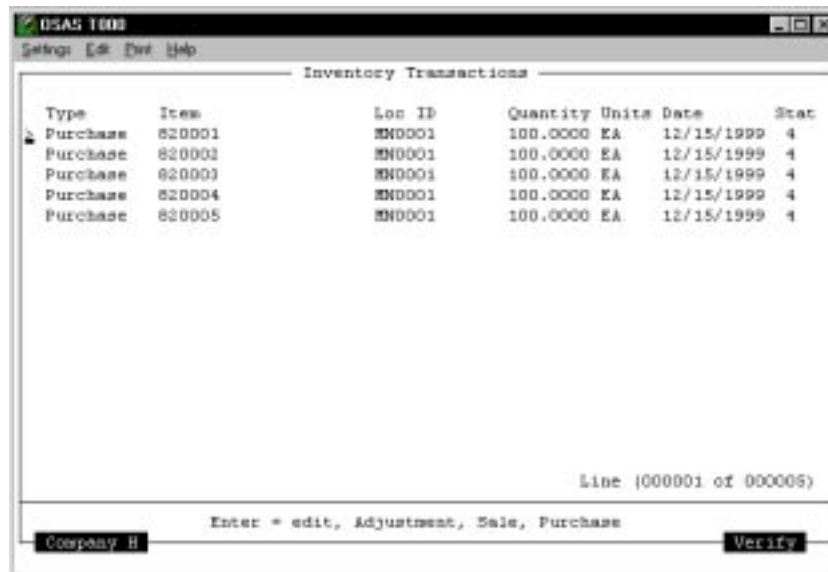 OSAS T000
Settings Edit Print Help
Inventory Transactions
Type Item Loc ID Quantity Units Date Stat
> Purchase 820001 MN0001 100.0000 EA 12/15/1999 4
Purchase 820002 MN0001 100.0000 EA 12/15/1999 4
Purchase 820003 MN0001 100.0000 EA 12/15/1999 4
Purchase 820004 MN0001 100.0000 EA 12/15/1999 4
Purchase 820005 MN0001 100.0000 EA 12/15/1999 4
Line (000001 of 000005)
Enter = edit, Adjustment, Sale, Purchase
Company H Verify